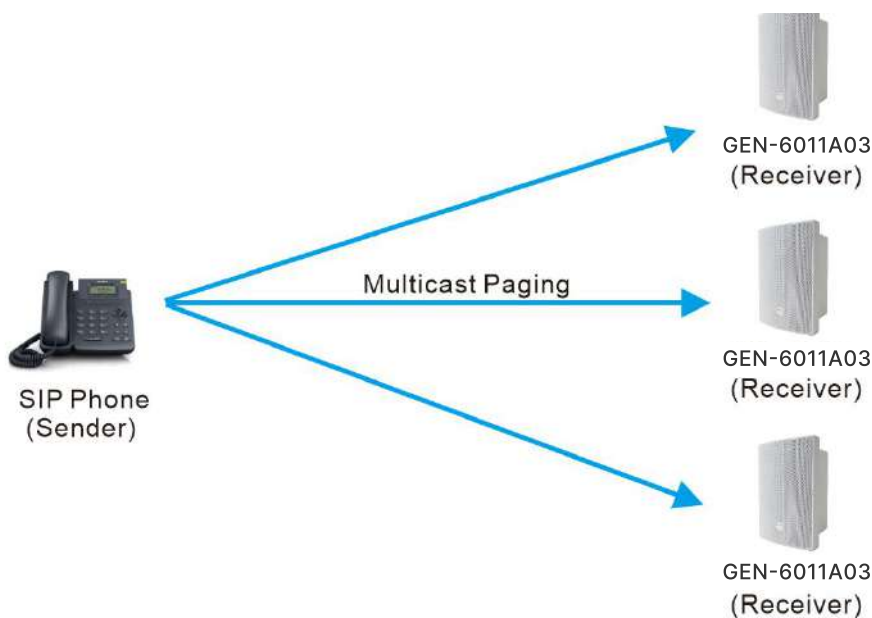 GEN-6011A03
(Receiver)
Multicast Paging
GEN-6011A03
(Receiver)
SIP Phone
(Sender)
GEN-6011A03
(Receiver)